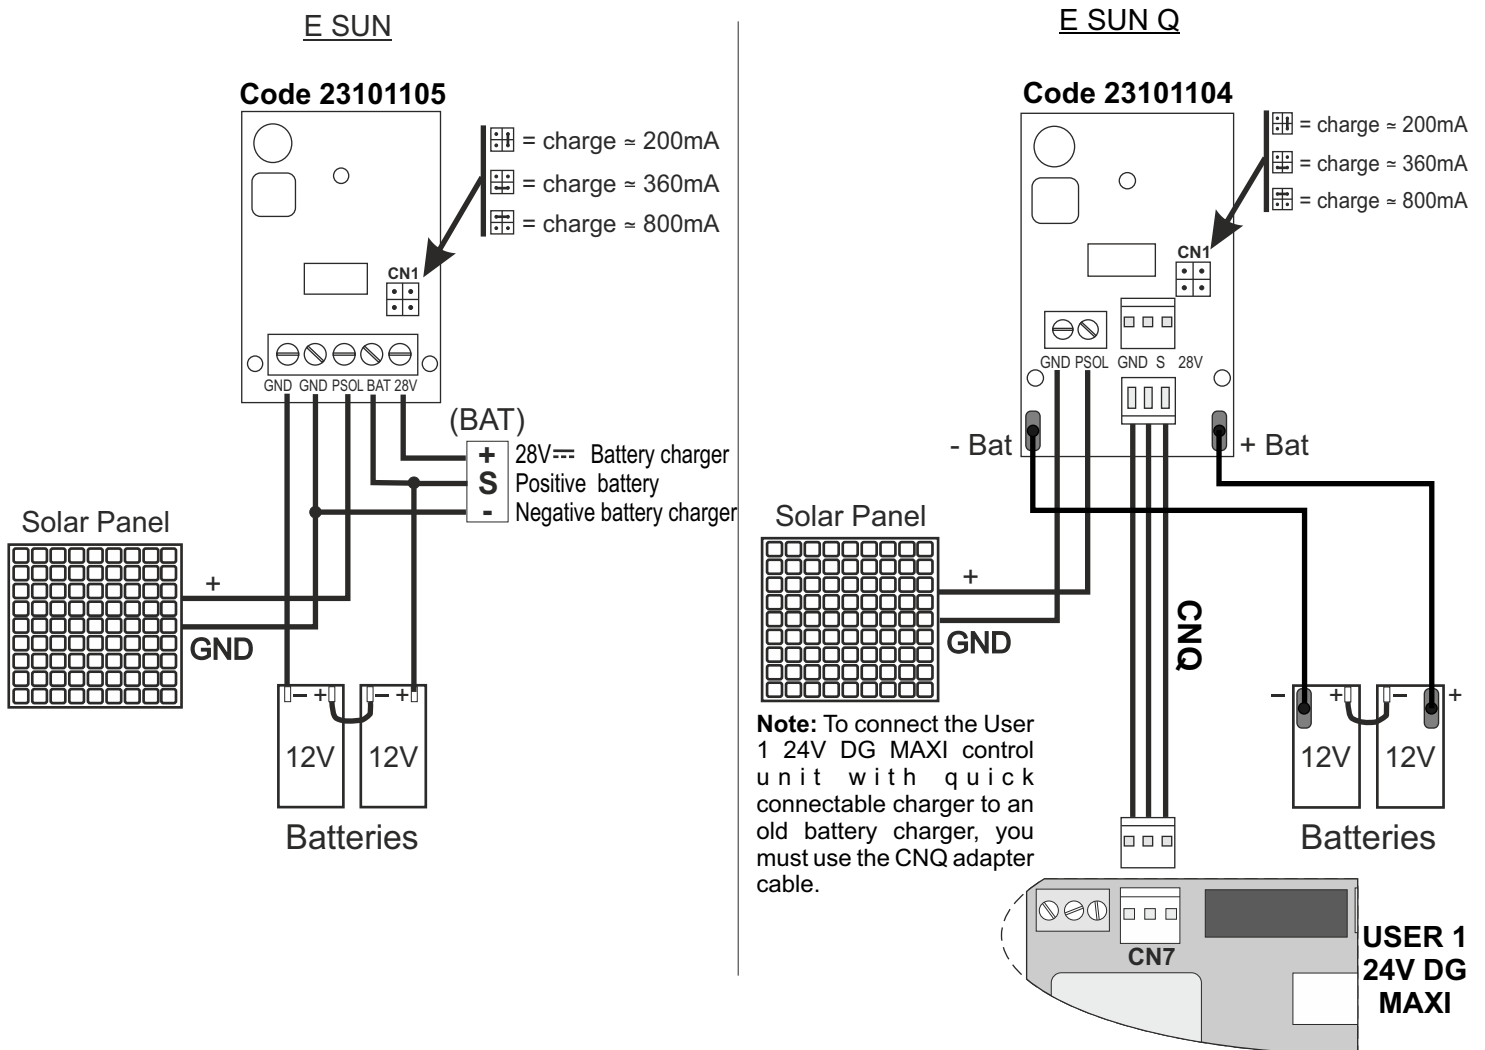 E SUN
Code 23101105
= charge ≃ 200mA
= charge ≃ 360mA
= charge ≃ 800mA
CN1
GND GND PSOL BAT 28V
(BAT)
+ 28V⎓ Battery charger
S Positive battery
- Negative battery charger
Solar Panel
+
GND
– + – +
12V 12V
Batteries
E SUN Q
Code 23101104
= charge ≃ 200mA
= charge ≃ 360mA
= charge ≃ 800mA
CN1
GND PSOL GND S 28V
- Bat + Bat
Solar Panel
+
GND
CNQ
– + – +
12V 12V
Batteries
Note: To connect the User
1 24V DG MAXI control
unit with quick
connectable charger to an
old battery charger, you
must use the CNQ adapter
cable.
CN7
USER 1
24V DG
MAXI